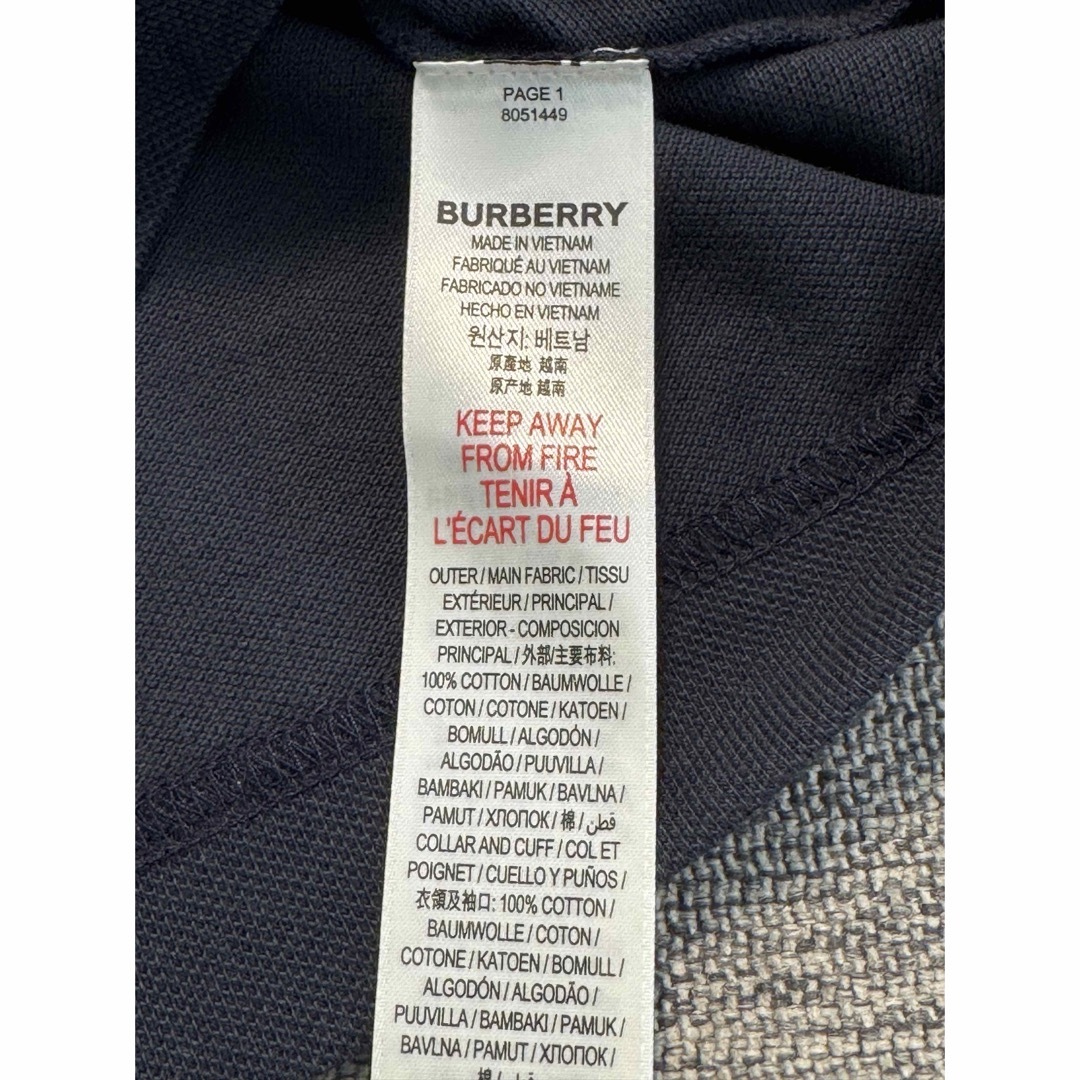 PAGE 1
8051449
BURBERRY
MADE IN VIETNAM
FABRIQUÉ AU VIETNAM
FABRICADO NO VIETNAME
HECHO EN VIETNAM
원산지: 베트남
原產地 越南
原产地 越南
KEEP AWAY
FROM FIRE
TENIR À
L'ÉCART DU FEU
OUTER / MAIN FABRIC / TISSU
EXTÉRIEUR / PRINCIPAL /
EXTERIOR - COMPOSICION
PRINCIPAL / 外部/主要布料:
100% COTTON / BAUMWOLLE /
COTON / COTONE / KATOEN /
BOMULL / ALGODÓN /
ALGODÃO / PUUVILLA /
BAMBAKI / PAMUK / BAVLNA /
PAMUT / ХЛОПОК / 棉 / قطن
COLLAR AND CUFF / COL ET
POIGNET / CUELLO Y PUÑOS /
衣領及袖口: 100% COTTON /
BAUMWOLLE / COTON /
COTONE / KATOEN / BOMULL /
ALGODÓN / ALGODÃO /
PUUVILLA / BAMBAKI / PAMUK /
BAVLNA / PAMUT / ХЛОПОК /
棉 / قطن